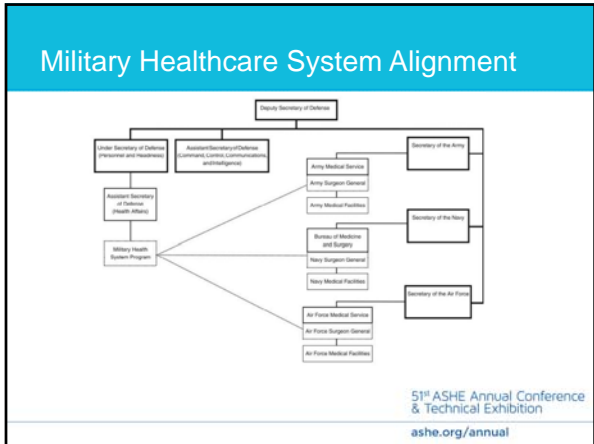 Military Healthcare System Alignment
Deputy Secretary of Defense
Under Secretary of Defense
(Personnel and Readiness)
Assistant Secretary of Defense
(Command, Control, Communications,
and Intelligence)
Secretary of the Army
Army Medical Service
Army Surgeon General
Army Medical Facilities
Assistant Secretary
of Defense
(Health Affairs)
Secretary of the Navy
Bureau of Medicine
and Surgery
Navy Surgeon General
Navy Medical Facilities
Military Health
System Program
Secretary of the Air Force
Air Force Medical Service
Air Force Surgeon General
Air Force Medical Facilities
51st ASHE Annual Conference
& Technical Exhibition
ashe.org/annual